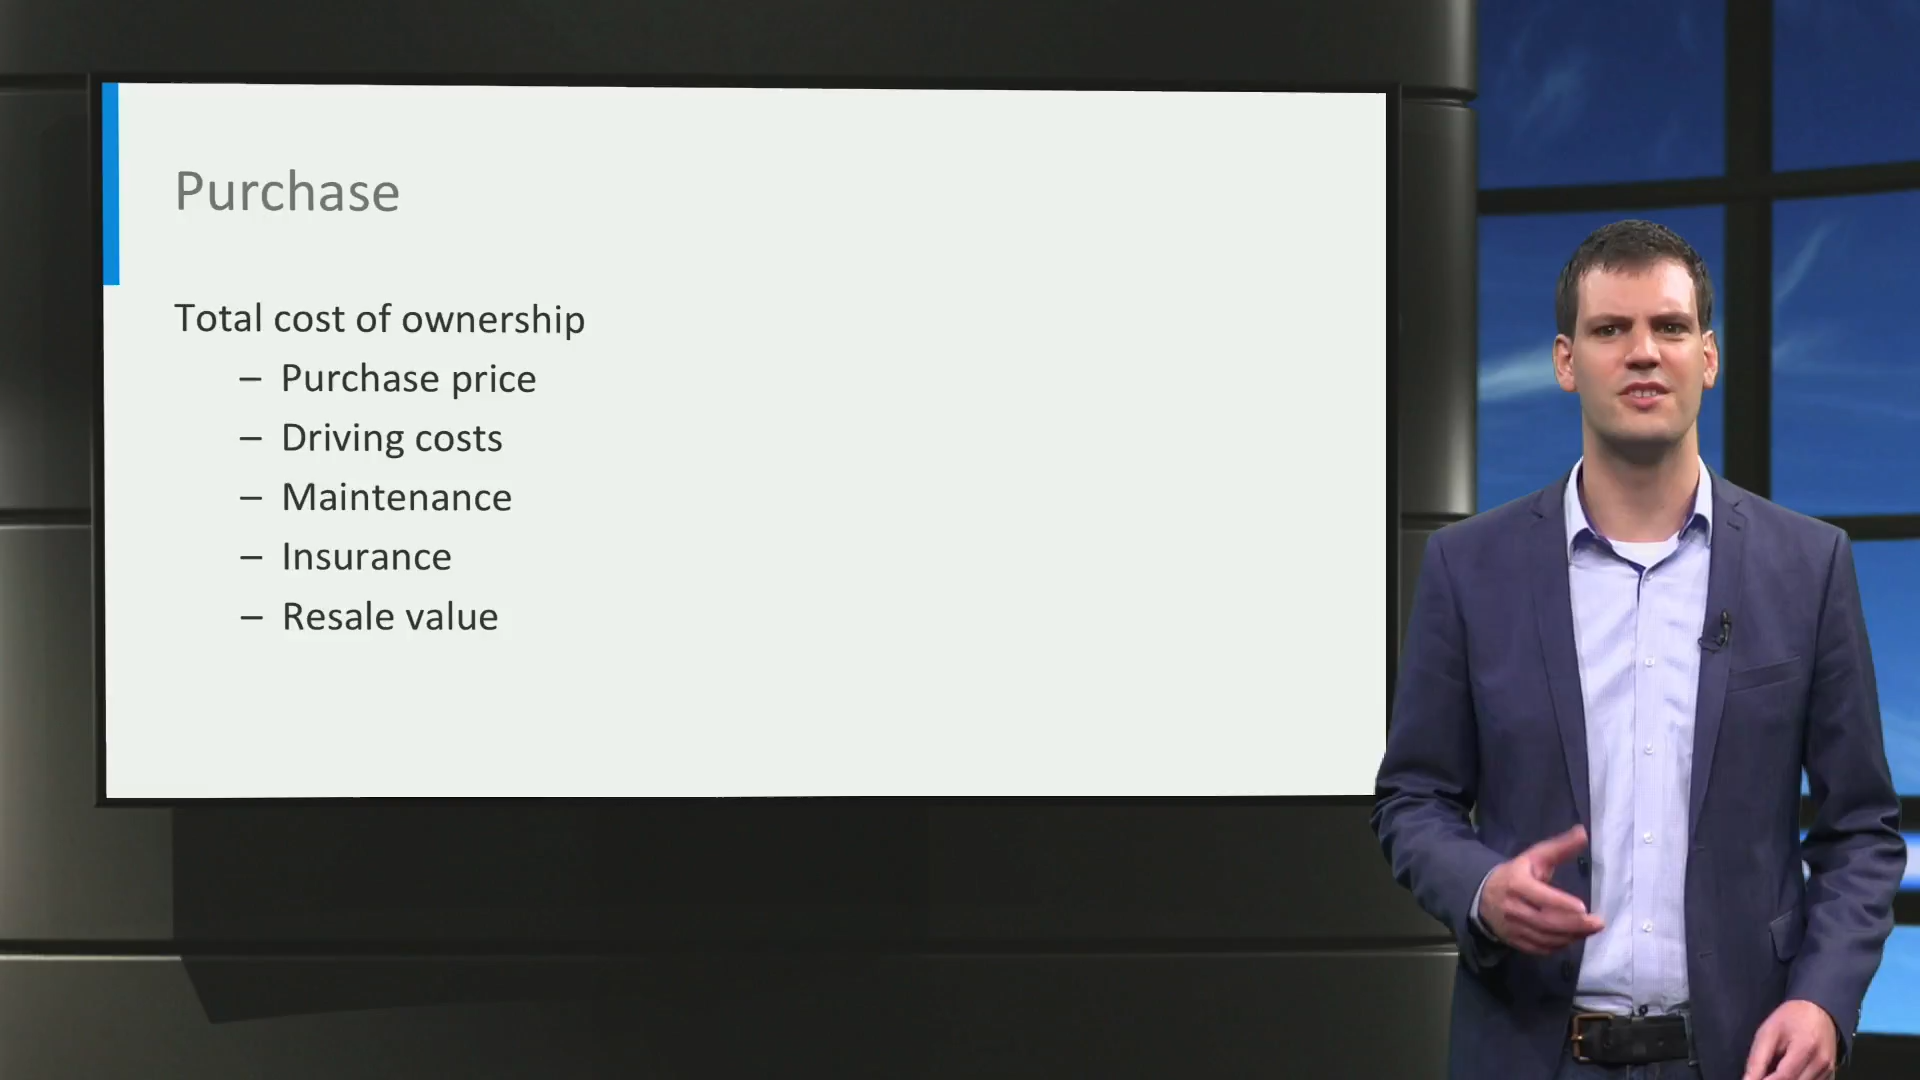 Purchase
Total cost of ownership
– Purchase price
– Driving costs
– Maintenance
– Insurance
– Resale value